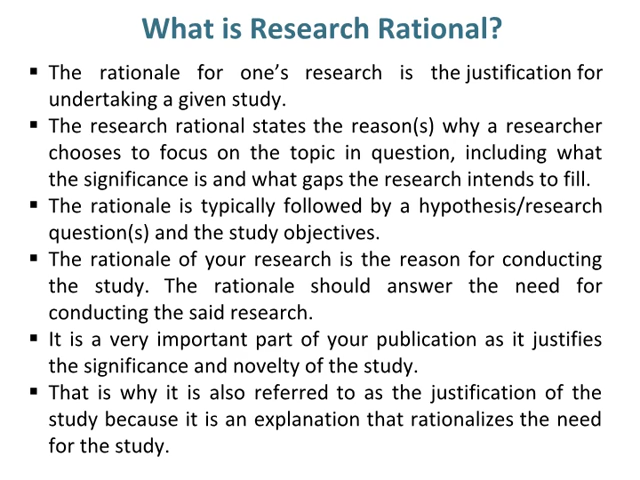 What is Research Rational?
▪ The rationale for one's research is the justification for
undertaking a given study.
▪ The research rational states the reason(s) why a researcher
chooses to focus on the topic in question, including what
the significance is and what gaps the research intends to fill.
▪ The rationale is typically followed by a hypothesis/research
question(s) and the study objectives.
▪ The rationale of your research is the reason for conducting
the study. The rationale should answer the need for
conducting the said research.
▪ It is a very important part of your publication as it justifies
the significance and novelty of the study.
▪ That is why it is also referred to as the justification of the
study because it is an explanation that rationalizes the need
for the study.